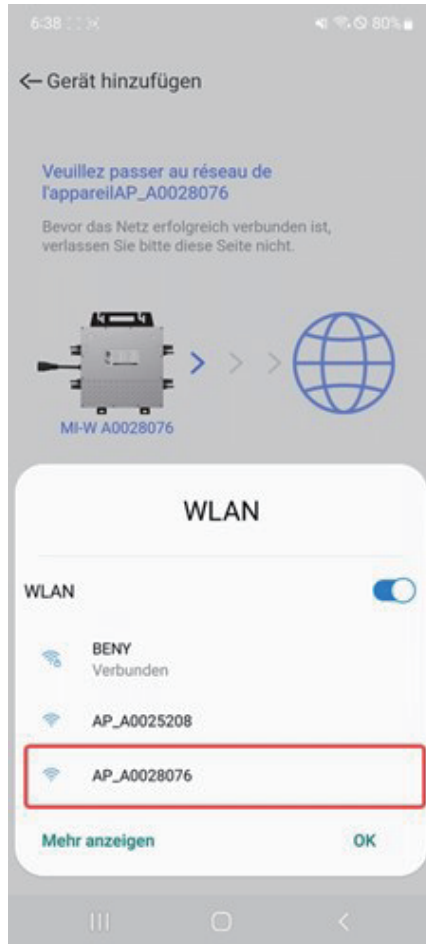 6:38
80%
Gerät hinzufügen
Veuillez passer au réseau de
l'appareilAP_A0028076
Bevor das Netz erfolgreich verbunden ist,
verlassen Sie bitte diese Seite nicht.
MI-W A0028076
WLAN
WLAN
BENY
Verbunden
AP_A0025208
AP_A0028076
Mehr anzeigen OK